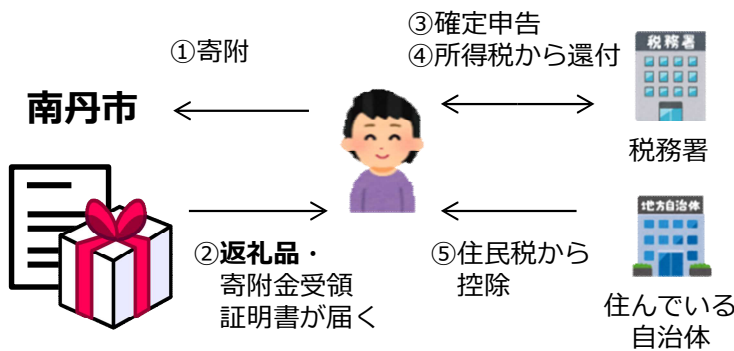 ①寄附
③確定申告
④所得税から還付
税務署
南丹市
税務署
地方自治体
②返礼品・
寄附金受領
証明書が届く
⑤住民税から
控除
住んでいる
自治体